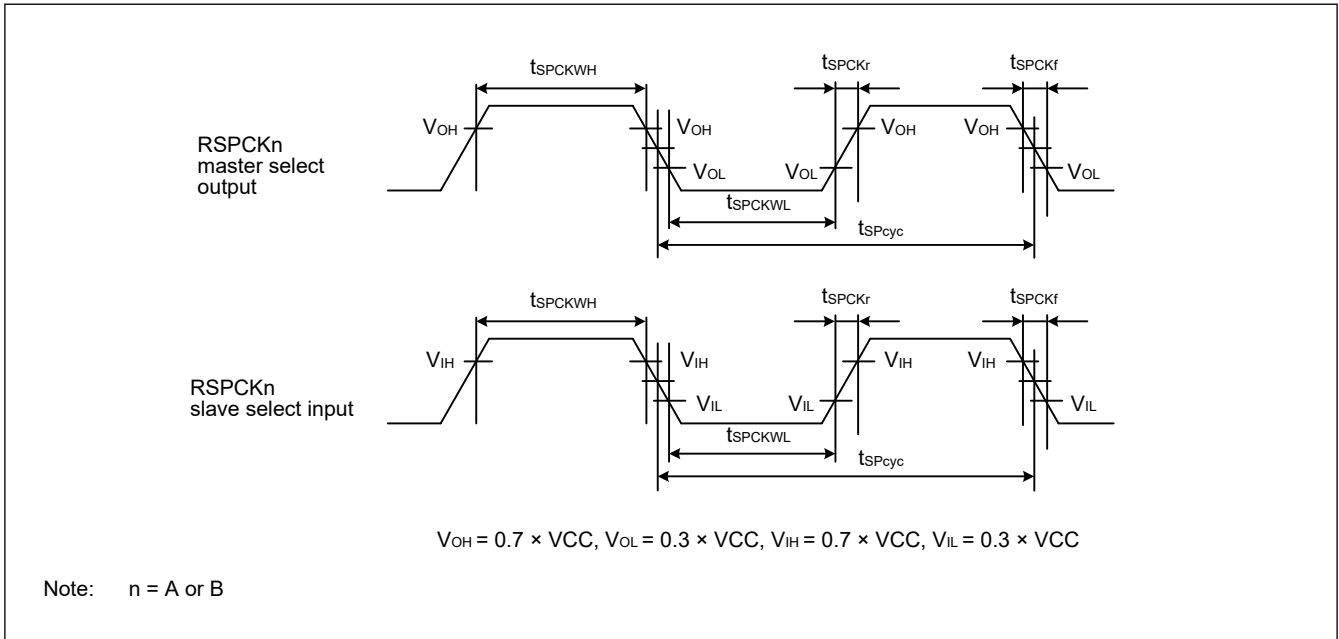 tSPCKWH
tSPCKr
tSPCKf
VOH
VOH
VOH
VOH
RSPCKn
master select
output
VOL
VOL
VOL
tSPCKWL
tSPcyc
tSPCKWH
tSPCKr
tSPCKf
VIH
VIH
VIH
VIH
RSPCKn
slave select input
VIL
VIL
VIL
tSPCKWL
tSPcyc
VOH = 0.7 × VCC, VOL = 0.3 × VCC, VIH = 0.7 × VCC, VIL = 0.3 × VCC
Note: n = A or B